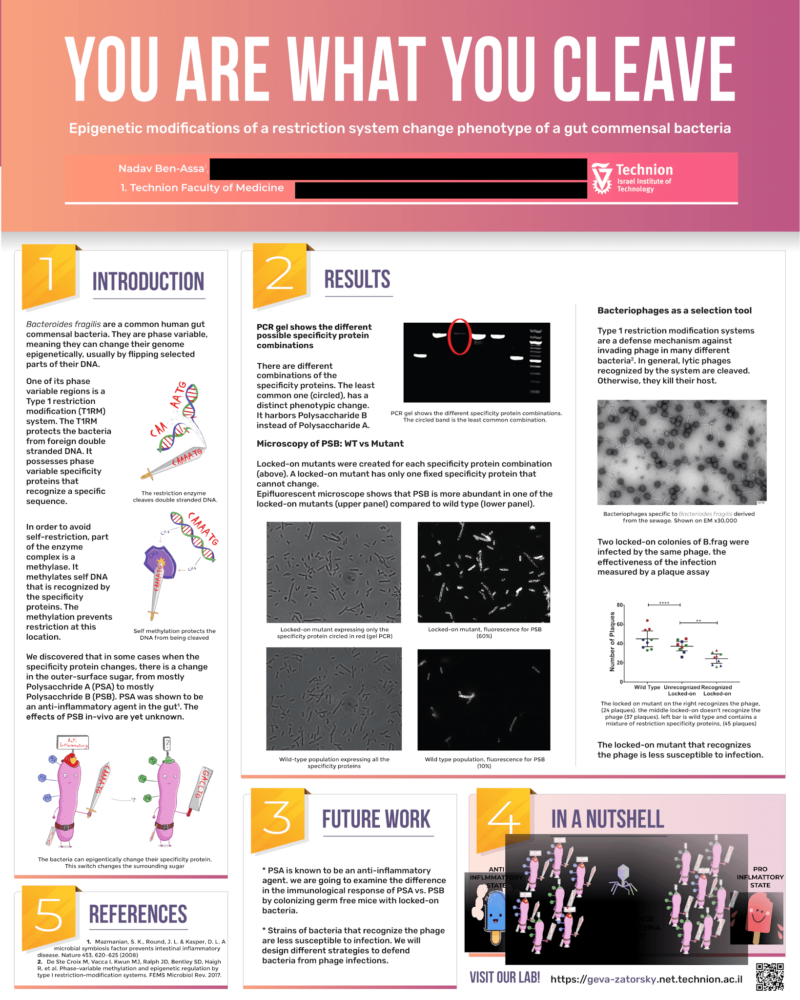 YOU ARE WHAT YOU CLEAVE
Epigenetic modifications of a restriction system change phenotype of a gut commensal bacteria
Nadav Ben-Assa¹,
1. Technion Faculty of Medicine
Technion
Israel Institute of
Technology
1
INTRODUCTION
Bacteroides fragilis are a common human gut
commensal bacteria. They are phase variable,
meaning they can change their genome
epigenetically, usually by flipping selected
parts of their DNA.
One of its phase
variable regions is a
Type 1 restriction
modification (T1RM)
system. The T1RM
protects the bacteria
from foreign double
stranded DNA. It
possesses phase
variable specificity
proteins that
recognize a specific
sequence.
AATG
CAA
CAAAATG
The restriction enzyme
cleaves double stranded DNA.
In order to avoid
self-restriction, part
of the enzyme
complex is a
methylase. It
methylates self DNA
that is recognized by
the specificity
proteins. The
methylation prevents
restriction at this
location.
CAAAATG
CH3
CH3
CH3
CAAAATG
Self methylation protects the
DNA from being cleaved
We discovered that in some cases when the
specificity protein changes, there is a change
in the outer-surface sugar, from mostly
Polysacchride A (PSA) to mostly
Polysacchride B (PSB). PSA was shown to be
an anti-inflammatory agent in the gut¹. The
effects of PSB in-vivo are yet unknown.
Anti
Inflammatory
?
PSA
PSA
PSA
CAAAATG
GACCTG
PSB
PSB
GACCTG
The bacteria can epigentically change their specificity protein.
This switch changes the surrounding sugar
2
RESULTS
PCR gel shows the different
possible specificity protein
combinations
There are different
combinations of the
specificity proteins. The least
common one (circled), has a
distinct phenotypic change.
It harbors Polysaccharide B
instead of Polysaccharide A.
PCR gel shows the different specificity protein combinations.
The circled band is the least common combination.
Microscopy of PSB: WT vs Mutant
Locked-on mutants were created for each specificity protein combination
(above). A locked-on mutant has only one fixed specificity protein that
cannot change.
Epifluorescent microscope shows that PSB is more abundant in one of the
locked-on mutants (upper panel) compared to wild type (lower panel).
Locked-on mutant expressing only the
specificity protein circled in red (gel PCR)
Locked-on mutant, fluorescence for PSB
(60%)
Wild-type population expressing all the
specificity proteins
Wild type population, fluorescence for PSB
(10%)
Bacteriophages as a selection tool
Type 1 restriction modification systems
are a defense mechanism against
invading phage in many different
bacteria². In general, lytic phages
recognized by the system are cleaved.
Otherwise, they kill their host.
Bacteriophages specific to Bacteriodes fragilis derived
from the sewage. Shown on EM x30,000
Two locked-on colonies of B.frag were
infected by the same phage. the
effectiveness of the infection
measured by a plaque assay
Number of Plaques
80
60
40
20
0
****
**
Wild Type
Unrecognized
Locked-on
Recognized
Locked-on
The locked on mutant on the right recognizes the phage,
(24 plaques). the middle locked-on doesn't recognize the
phage (37 plaques). left bar is wild type and contains a
mixture of restriction specificity proteins, (45 plaques)
The locked-on mutant that recognizes
the phage is less susceptible to infection.
3
FUTURE WORK
* PSA is known to be an anti-inflammatory
agent. we are going to examine the difference
in the immunological response of PSA vs. PSB
by colonizing germ free mice with locked-on
bacteria.
* Strains of bacteria that recognize the phage
are less susceptible to infection. We will
design different strategies to defend
bacteria from phage infections.
4
IN A NUTSHELL
ANTI
INFLMMATTORY
STATE
PRO
INFLMATTORY
STATE
5
REFERENCES
1. Mazmanian, S. K., Round, J. L. & Kasper, D. L. A
microbial symbiosis factor prevents intestinal inflammatory
disease. Nature 453, 620–625 (2008)
2. De Ste Croix M, Vacca I, Kwun MJ, Ralph JD, Bentley SD, Haigh
R, et al. Phase-variable methylation and epigenetic regulation by
type I restriction-modification systems. FEMS Microbiol Rev. 2017.
VISIT OUR LAB!
https://geva-zatorsky.net.technion.ac.il